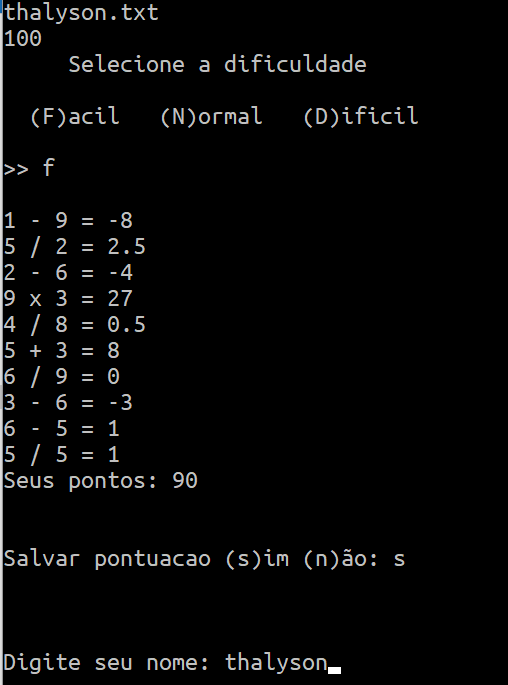 thalyson.txt
100
Selecione a dificuldade
(F)acil (N)ormal (D)ificil
>> f
1 - 9 = -8
5 / 2 = 2.5
2 - 6 = -4
9 x 3 = 27
4 / 8 = 0.5
5 + 3 = 8
6 / 9 = 0
3 - 6 = -3
6 - 5 = 1
5 / 5 = 1
Seus pontos: 90
Salvar pontuacao (s)im (n)ão: s
Digite seu nome: thalyson